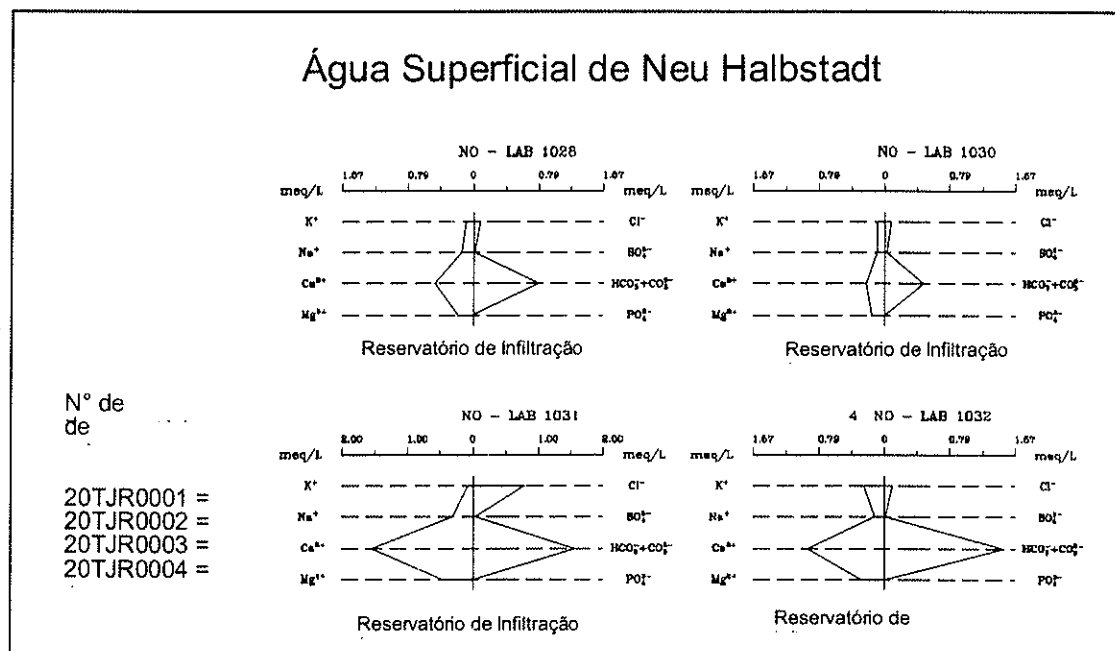 Água Superficial de Neu Halbstadt
NO - LAB 1028
meq/L 1.67 0.79 0 0.79 1.67 meq/L
K⁺ Cl⁻
Na⁺ SO₄²⁻
Ca²⁺ HCO₃⁻+CO₃²⁻
Mg²⁺ PO₄³⁻
Reservatório de Infiltração
NO - LAB 1030
meq/L 1.67 0.79 0 0.79 1.67 meq/L
K⁺ Cl⁻
Na⁺ SO₄²⁻
Ca²⁺ HCO₃⁻+CO₃²⁻
Mg²⁺ PO₄³⁻
Reservatório de Infiltração
N° de
de
20TJR0001 =
20TJR0002 =
20TJR0003 =
20TJR0004 =
NO - LAB 1031
meq/L 2.00 1.00 0 1.00 2.00 meq/L
K⁺ Cl⁻
Na⁺ SO₄²⁻
Ca²⁺ HCO₃⁻+CO₃²⁻
Mg²⁺ PO₄³⁻
Reservatório de Infiltração
4 NO - LAB 1032
meq/L 1.67 0.79 0 0.79 1.67 meq/L
K⁺ Cl⁻
Na⁺ SO₄²⁻
Ca²⁺ HCO₃⁻+CO₃²⁻
Mg²⁺ PO₄³⁻
Reservatório de